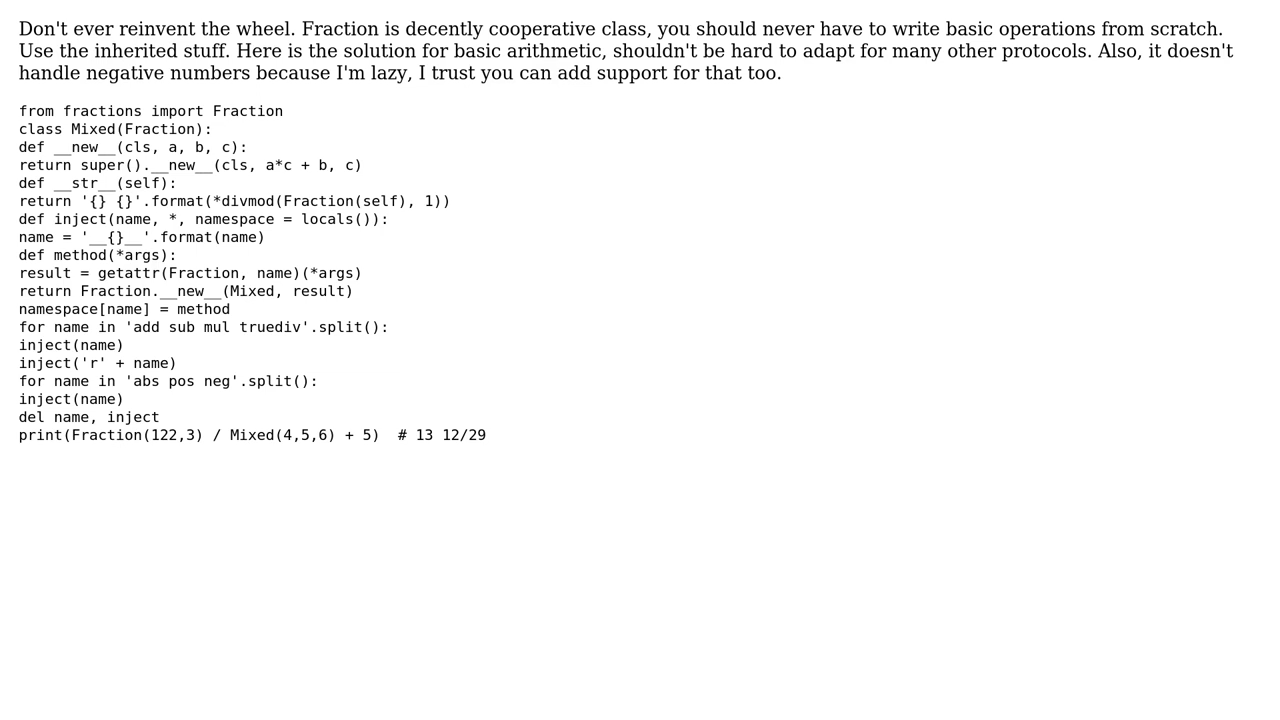 Don't ever reinvent the wheel. Fraction is decently cooperative class, you should never have to write basic operations from scratch.
Use the inherited stuff. Here is the solution for basic arithmetic, shouldn't be hard to adapt for many other protocols. Also, it doesn't
handle negative numbers because I'm lazy, I trust you can add support for that too.
from fractions import Fraction
class Mixed(Fraction):
def __new__(cls, a, b, c):
return super().__new__(cls, a*c + b, c)
def __str__(self):
return '{} {}'.format(*divmod(Fraction(self), 1))
def inject(name, *, namespace = locals()):
name = '__{}__'.format(name)
def method(*args):
result = getattr(Fraction, name)(*args)
return Fraction.__new__(Mixed, result)
namespace[name] = method
for name in 'add sub mul truediv'.split():
inject(name)
inject('r' + name)
for name in 'abs pos neg'.split():
inject(name)
del name, inject
print(Fraction(122,3) / Mixed(4,5,6) + 5)  # 13 12/29